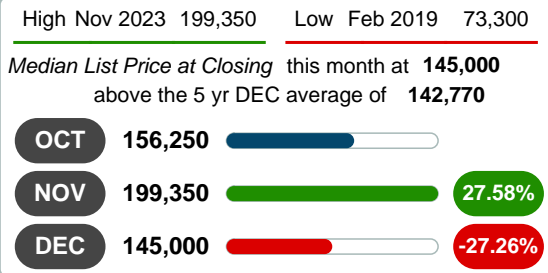 High Nov 2023 199,350 Low Feb 2019 73,300
Median List Price at Closing this month at 145,000
above the 5 yr DEC average of 142,770
OCT 156,250
NOV 199,350 27.58%
DEC 145,000 -27.26%